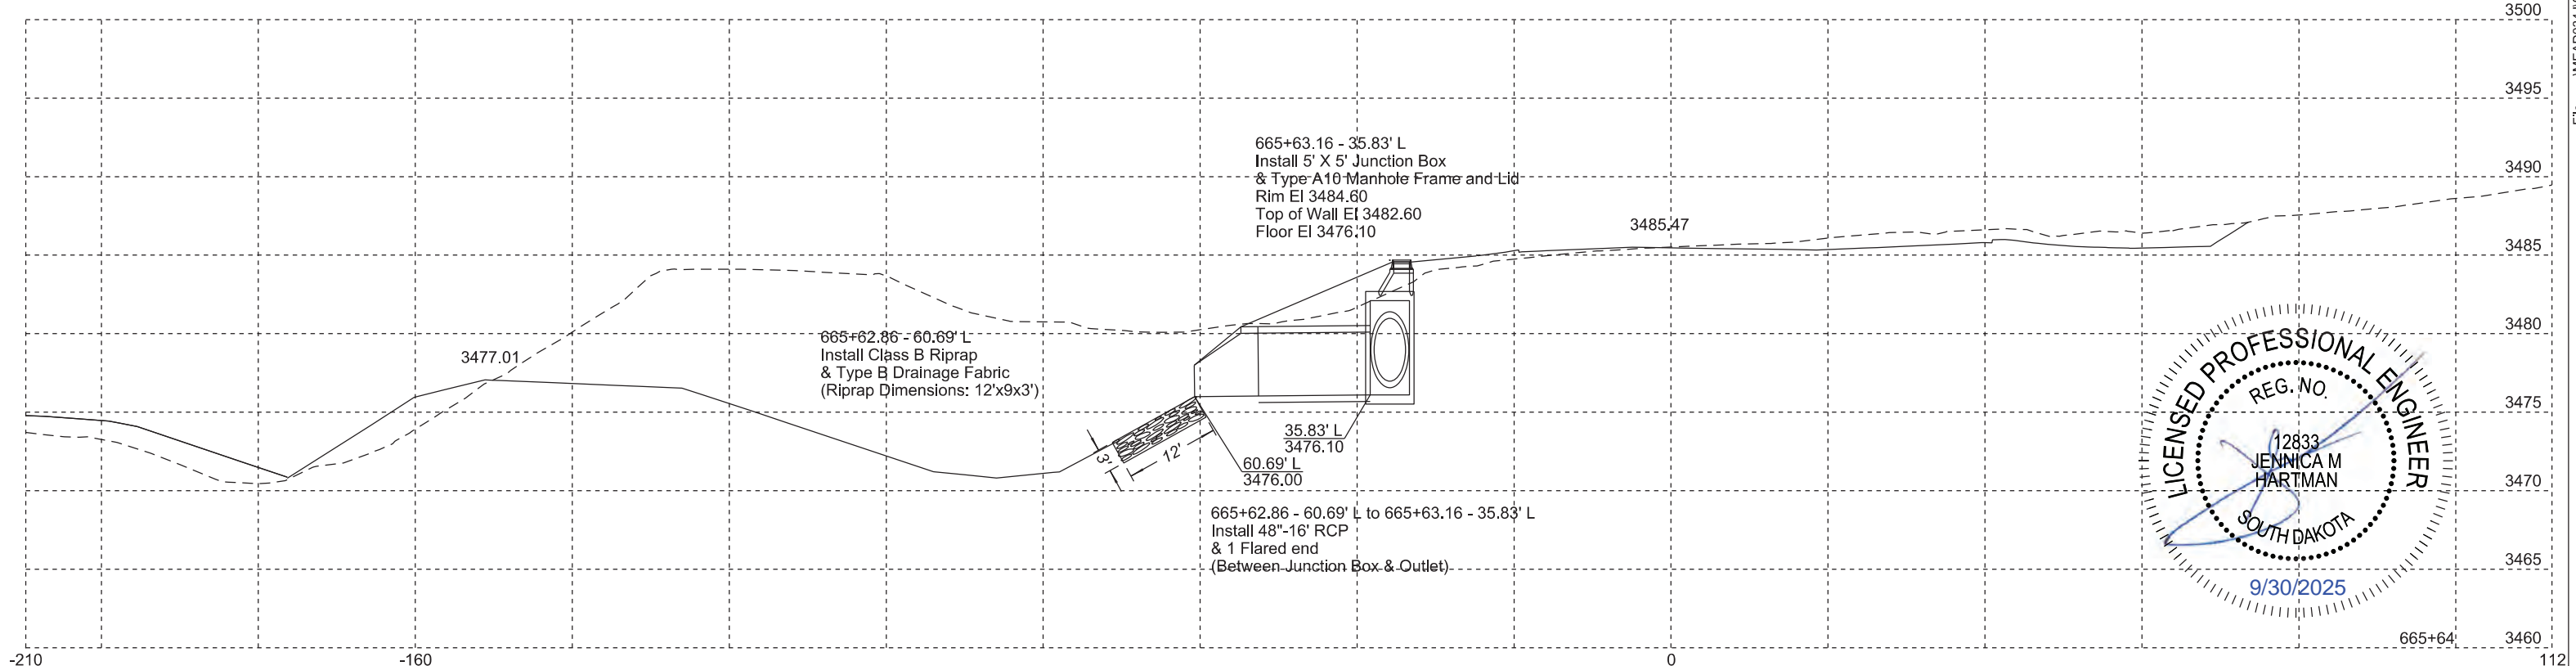 3500
3495
3490
3485
3480
3475
3470
3465
3460
665+63.16 - 35.83' L
Install 5' X 5' Junction Box
& Type A10 Manhole Frame and Lid
Rim El 3484.60
Top of Wall El 3482.60
Floor El 3476.10
3485.47
3477.01
665+62.86 - 60.69' L
Install Class B Riprap
& Type B Drainage Fabric
(Riprap Dimensions: 12'x9x3')
3'
12'
35.83' L
3476.10
60.69' L
3476.00
665+62.86 - 60.69' L to 665+63.16 - 35.83' L
Install 48"-16' RCP
& 1 Flared end
(Between Junction Box & Outlet)
LICENSED PROFESSIONAL ENGINEER
REG. NO.
12833
JENNICA M
HARTMAN
SOUTH DAKOTA
9/30/2025
665+64
-210
-160
0
112